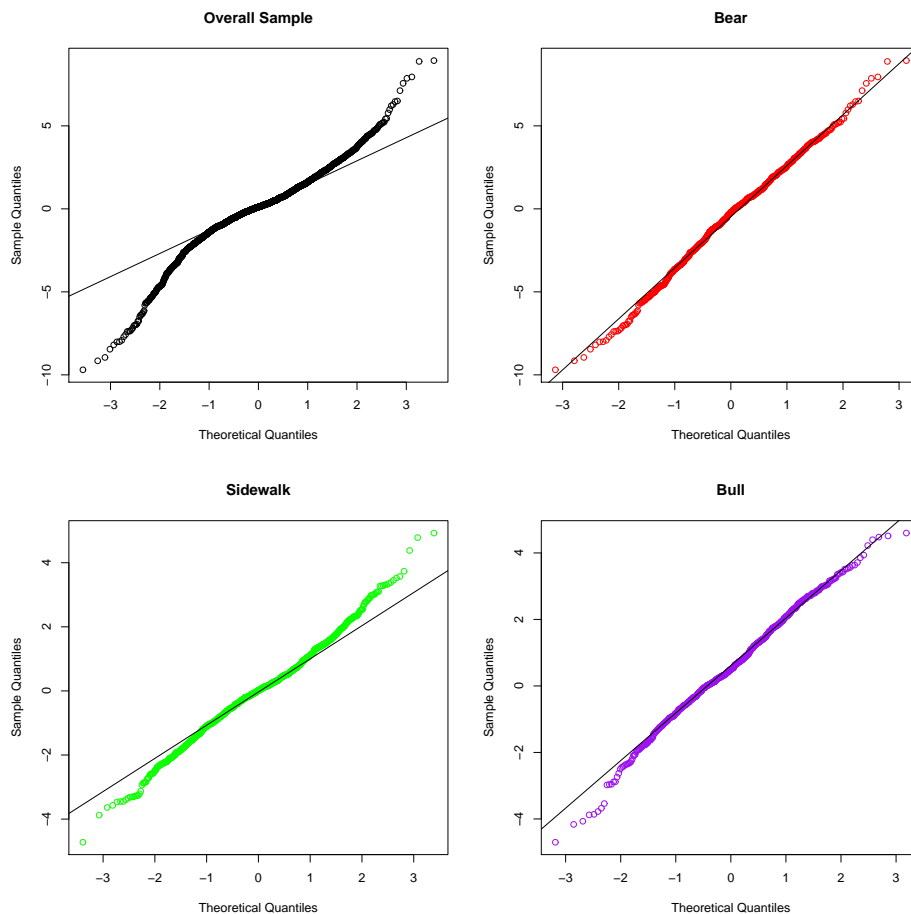 Overall Sample
Sample Quantiles
5
0
−5
−10
−3 −2 −1 0 1 2 3
Theoretical Quantiles
Bear
Sample Quantiles
5
0
−5
−10
−3 −2 −1 0 1 2 3
Theoretical Quantiles
Sidewalk
Sample Quantiles
4
2
0
−2
−4
−3 −2 −1 0 1 2 3
Theoretical Quantiles
Bull
Sample Quantiles
4
2
0
−2
−4
−3 −2 −1 0 1 2 3
Theoretical Quantiles